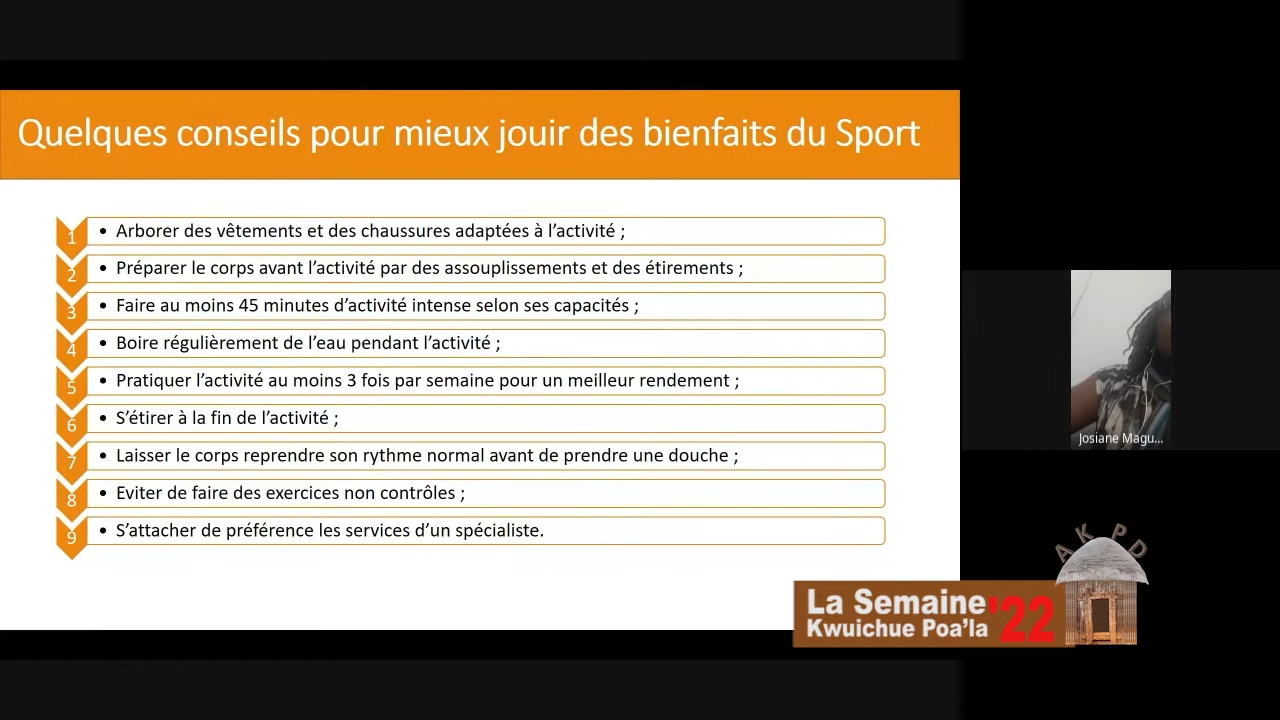 Quelques conseils pour mieux jouir des bienfaits du Sport
1 • Arborer des vêtements et des chaussures adaptées à l’activité ;
2 • Préparer le corps avant l’activité par des assouplissements et des étirements ;
3 • Faire au moins 45 minutes d’activité intense selon ses capacités ;
4 • Boire régulièrement de l’eau pendant l’activité ;
5 • Pratiquer l’activité au moins 3 fois par semaine pour un meilleur rendement ;
6 • S’étirer à la fin de l’activité ;
7 • Laisser le corps reprendre son rythme normal avant de prendre une douche ;
8 • Eviter de faire des exercices non contrôles ;
9 • S’attacher de préférence les services d’un spécialiste.
Josiane Magu...
AKPD
La Semaine '22
Kwuichue Poa’la